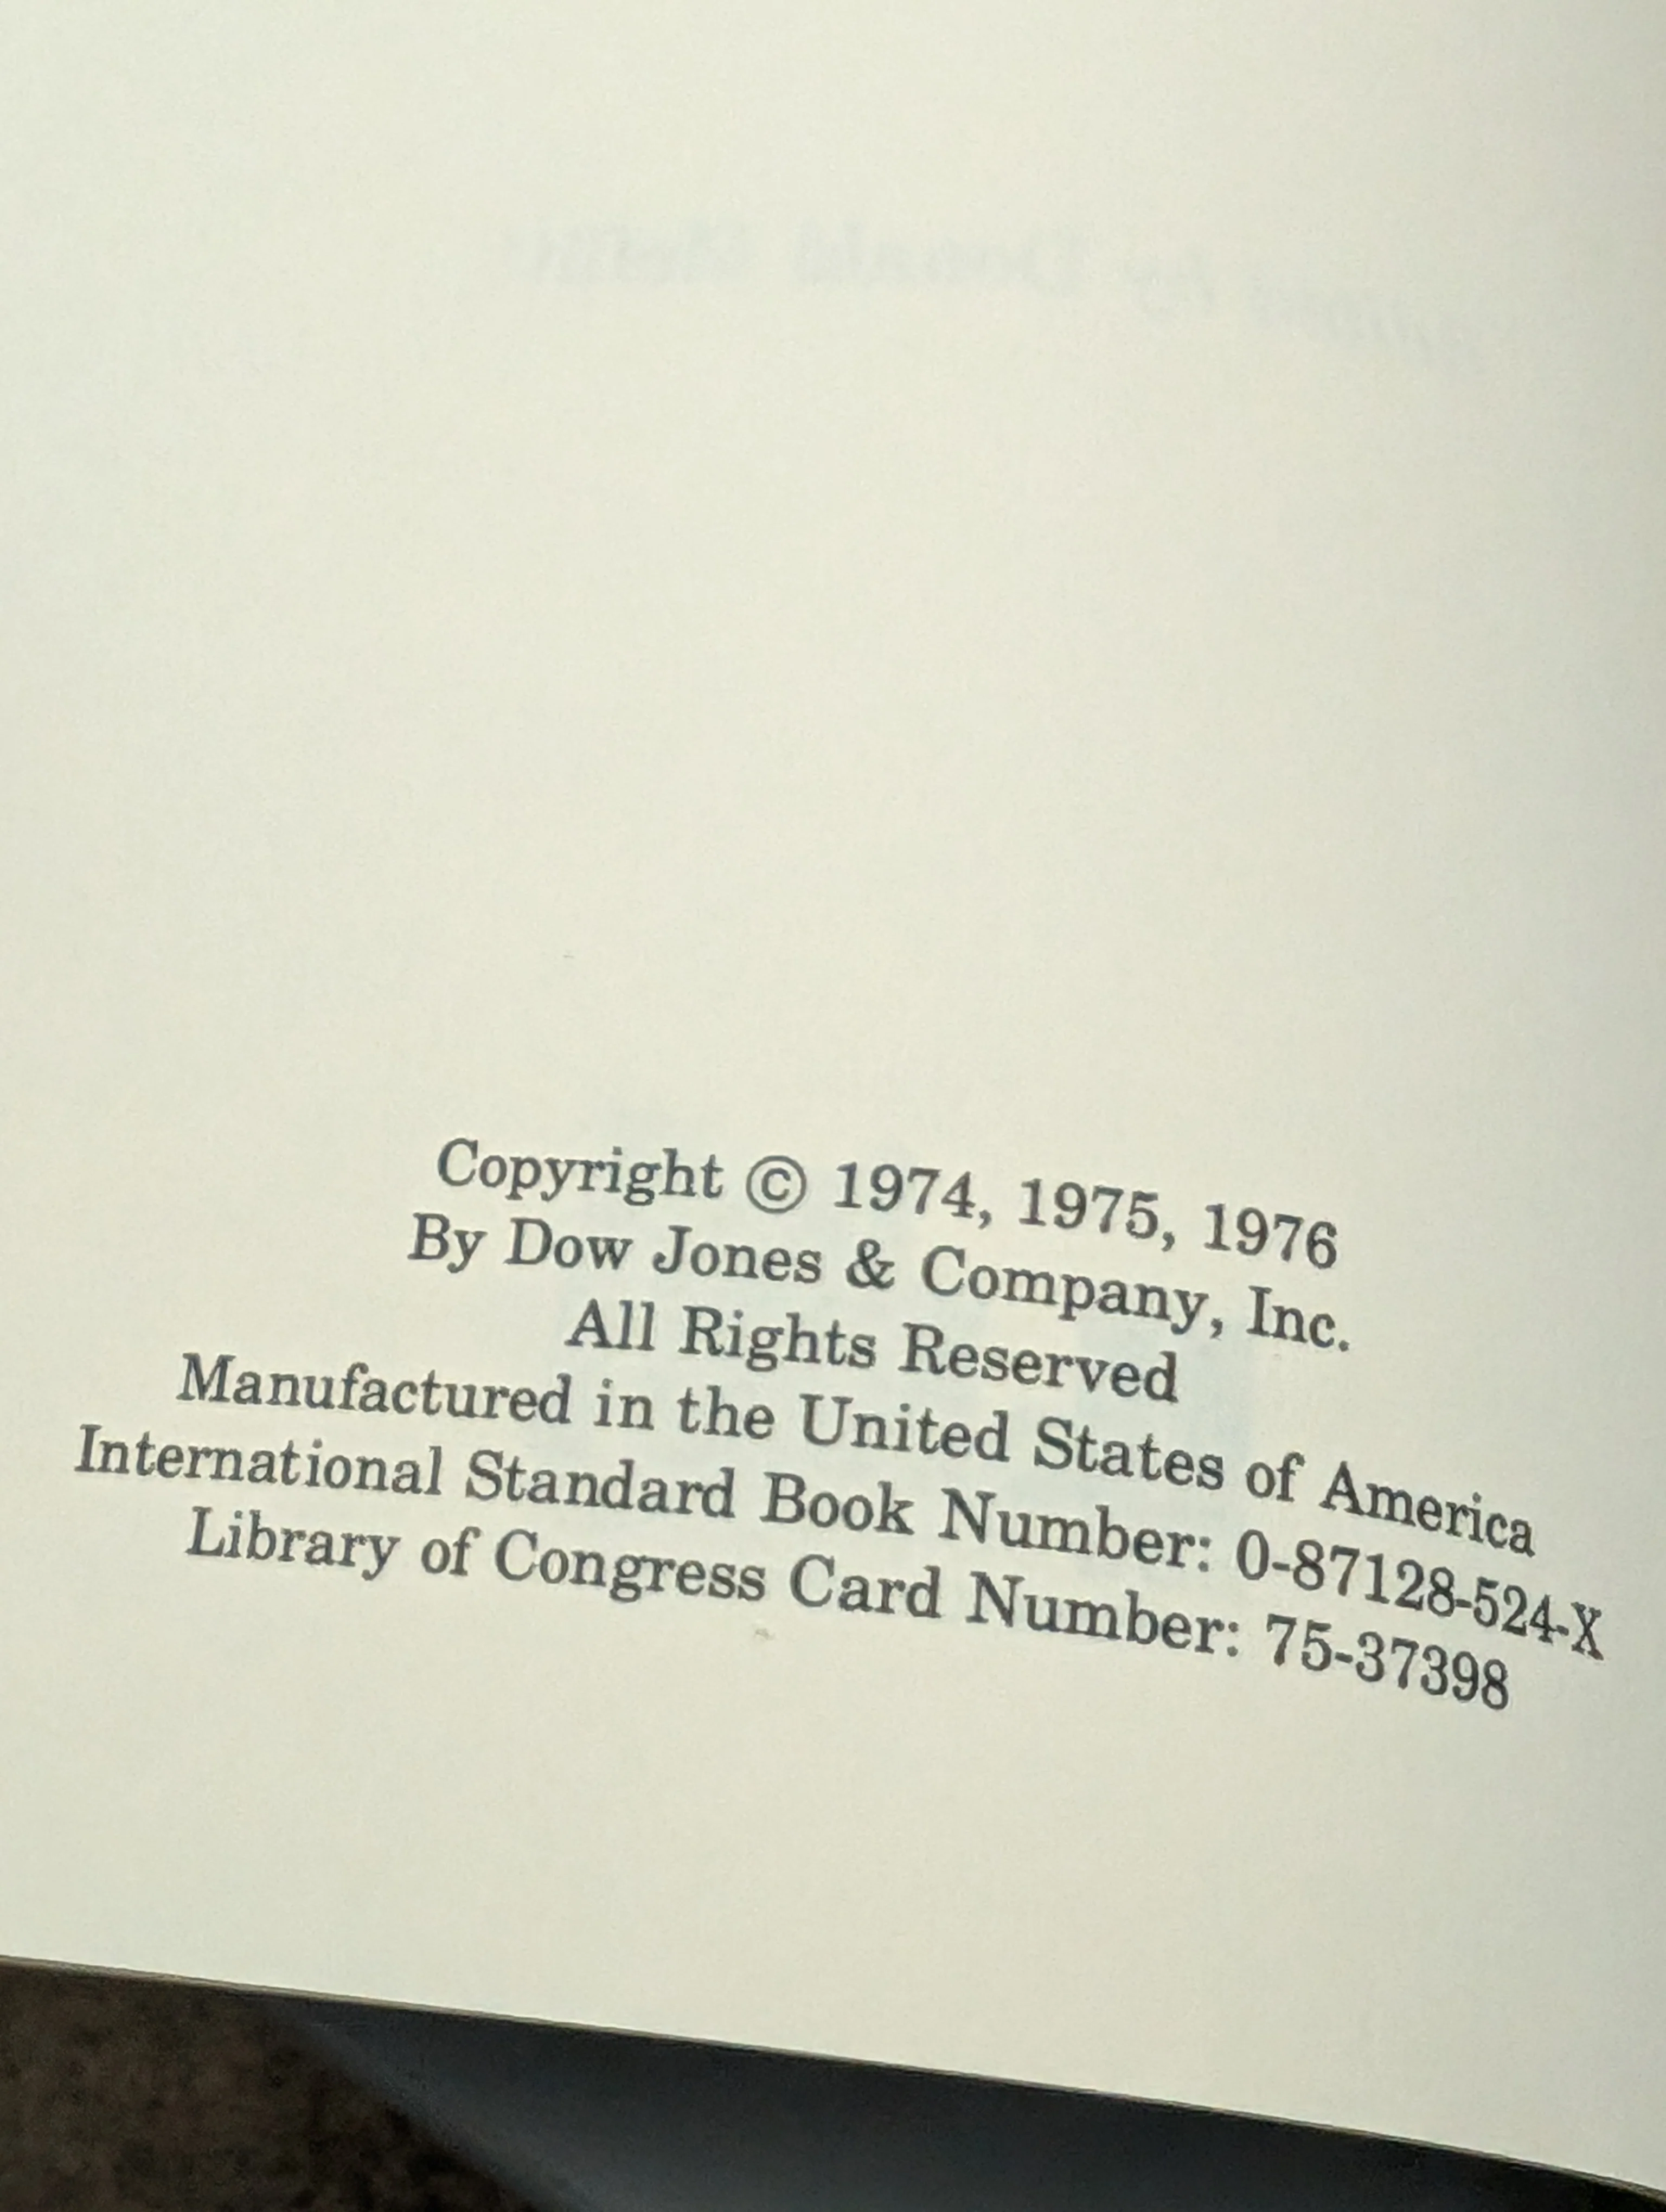 Copyright © 1974, 1975, 1976
By Dow Jones & Company, Inc.
All Rights Reserved
Manufactured in the United States of America
International Standard Book Number: 0-87128-524-X
Library of Congress Card Number: 75-37398